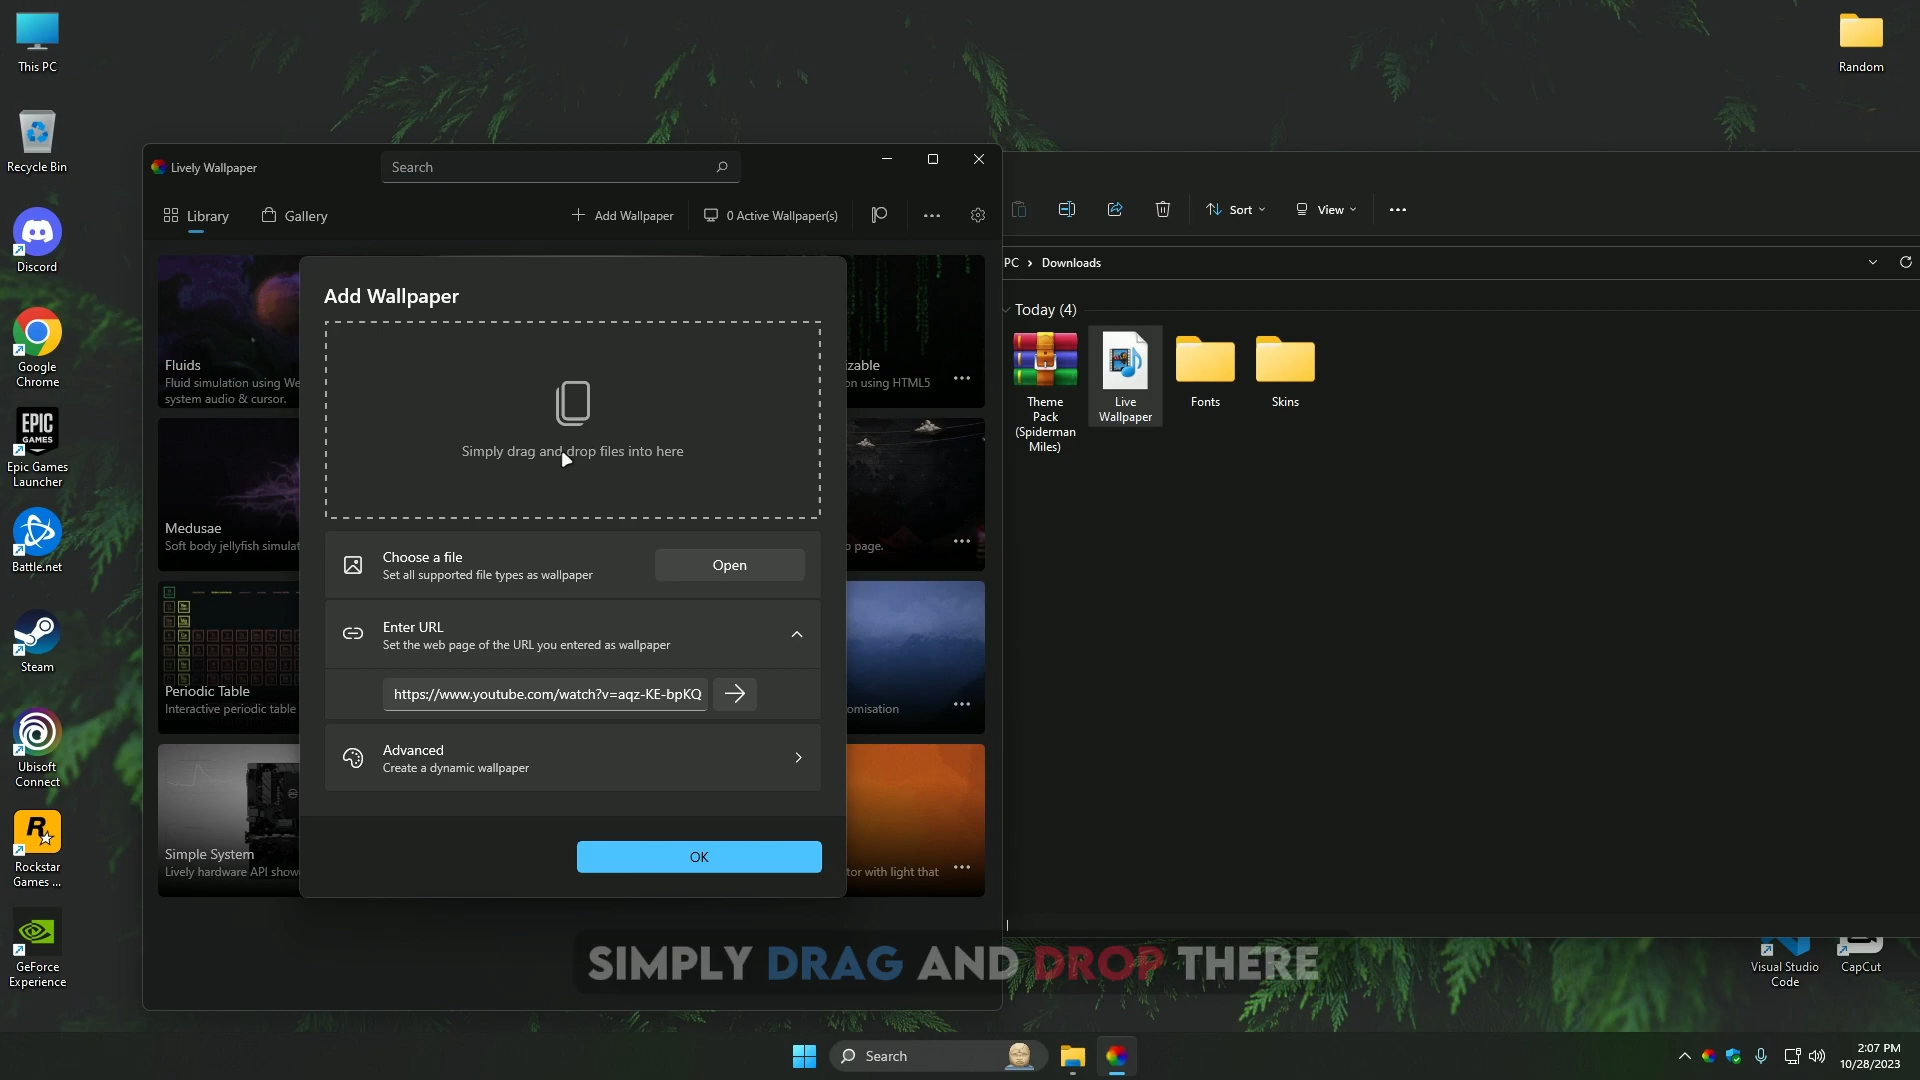 This PC
Recycle Bin
Discord
Google
Chrome
EPIC
GAMES
Epic Games
Launcher
Battle.net
Steam
Ubisoft
Connect
Rockstar
Games ...
GeForce
Experience
Random
Lively Wallpaper
Search
Library
Gallery
Add Wallpaper
0 Active Wallpaper(s)
Fluids
Fluid simulation using We
system audio & cursor.
Medusae
Soft body jellyfish simulat
Periodic Table
Interactive periodic table
Simple System
Lively hardware API show
zable
on using HTML5
page.
omisation
tor with light that
Add Wallpaper
Simply drag and drop files into here
Choose a file
Set all supported file types as wallpaper
Open
Enter URL
Set the web page of the URL you entered as wallpaper
https://www.youtube.com/watch?v=aqz-KE-bpKQ
Advanced
Create a dynamic wallpaper
OK
Sort
View
PC > Downloads
Today (4)
Theme
Pack
(Spiderman
Miles)
Live
Wallpaper
Fonts
Skins
SIMPLY DRAG AND DROP THERE
Visual Studio
Code
CapCut
Search
2:07 PM
10/28/2023